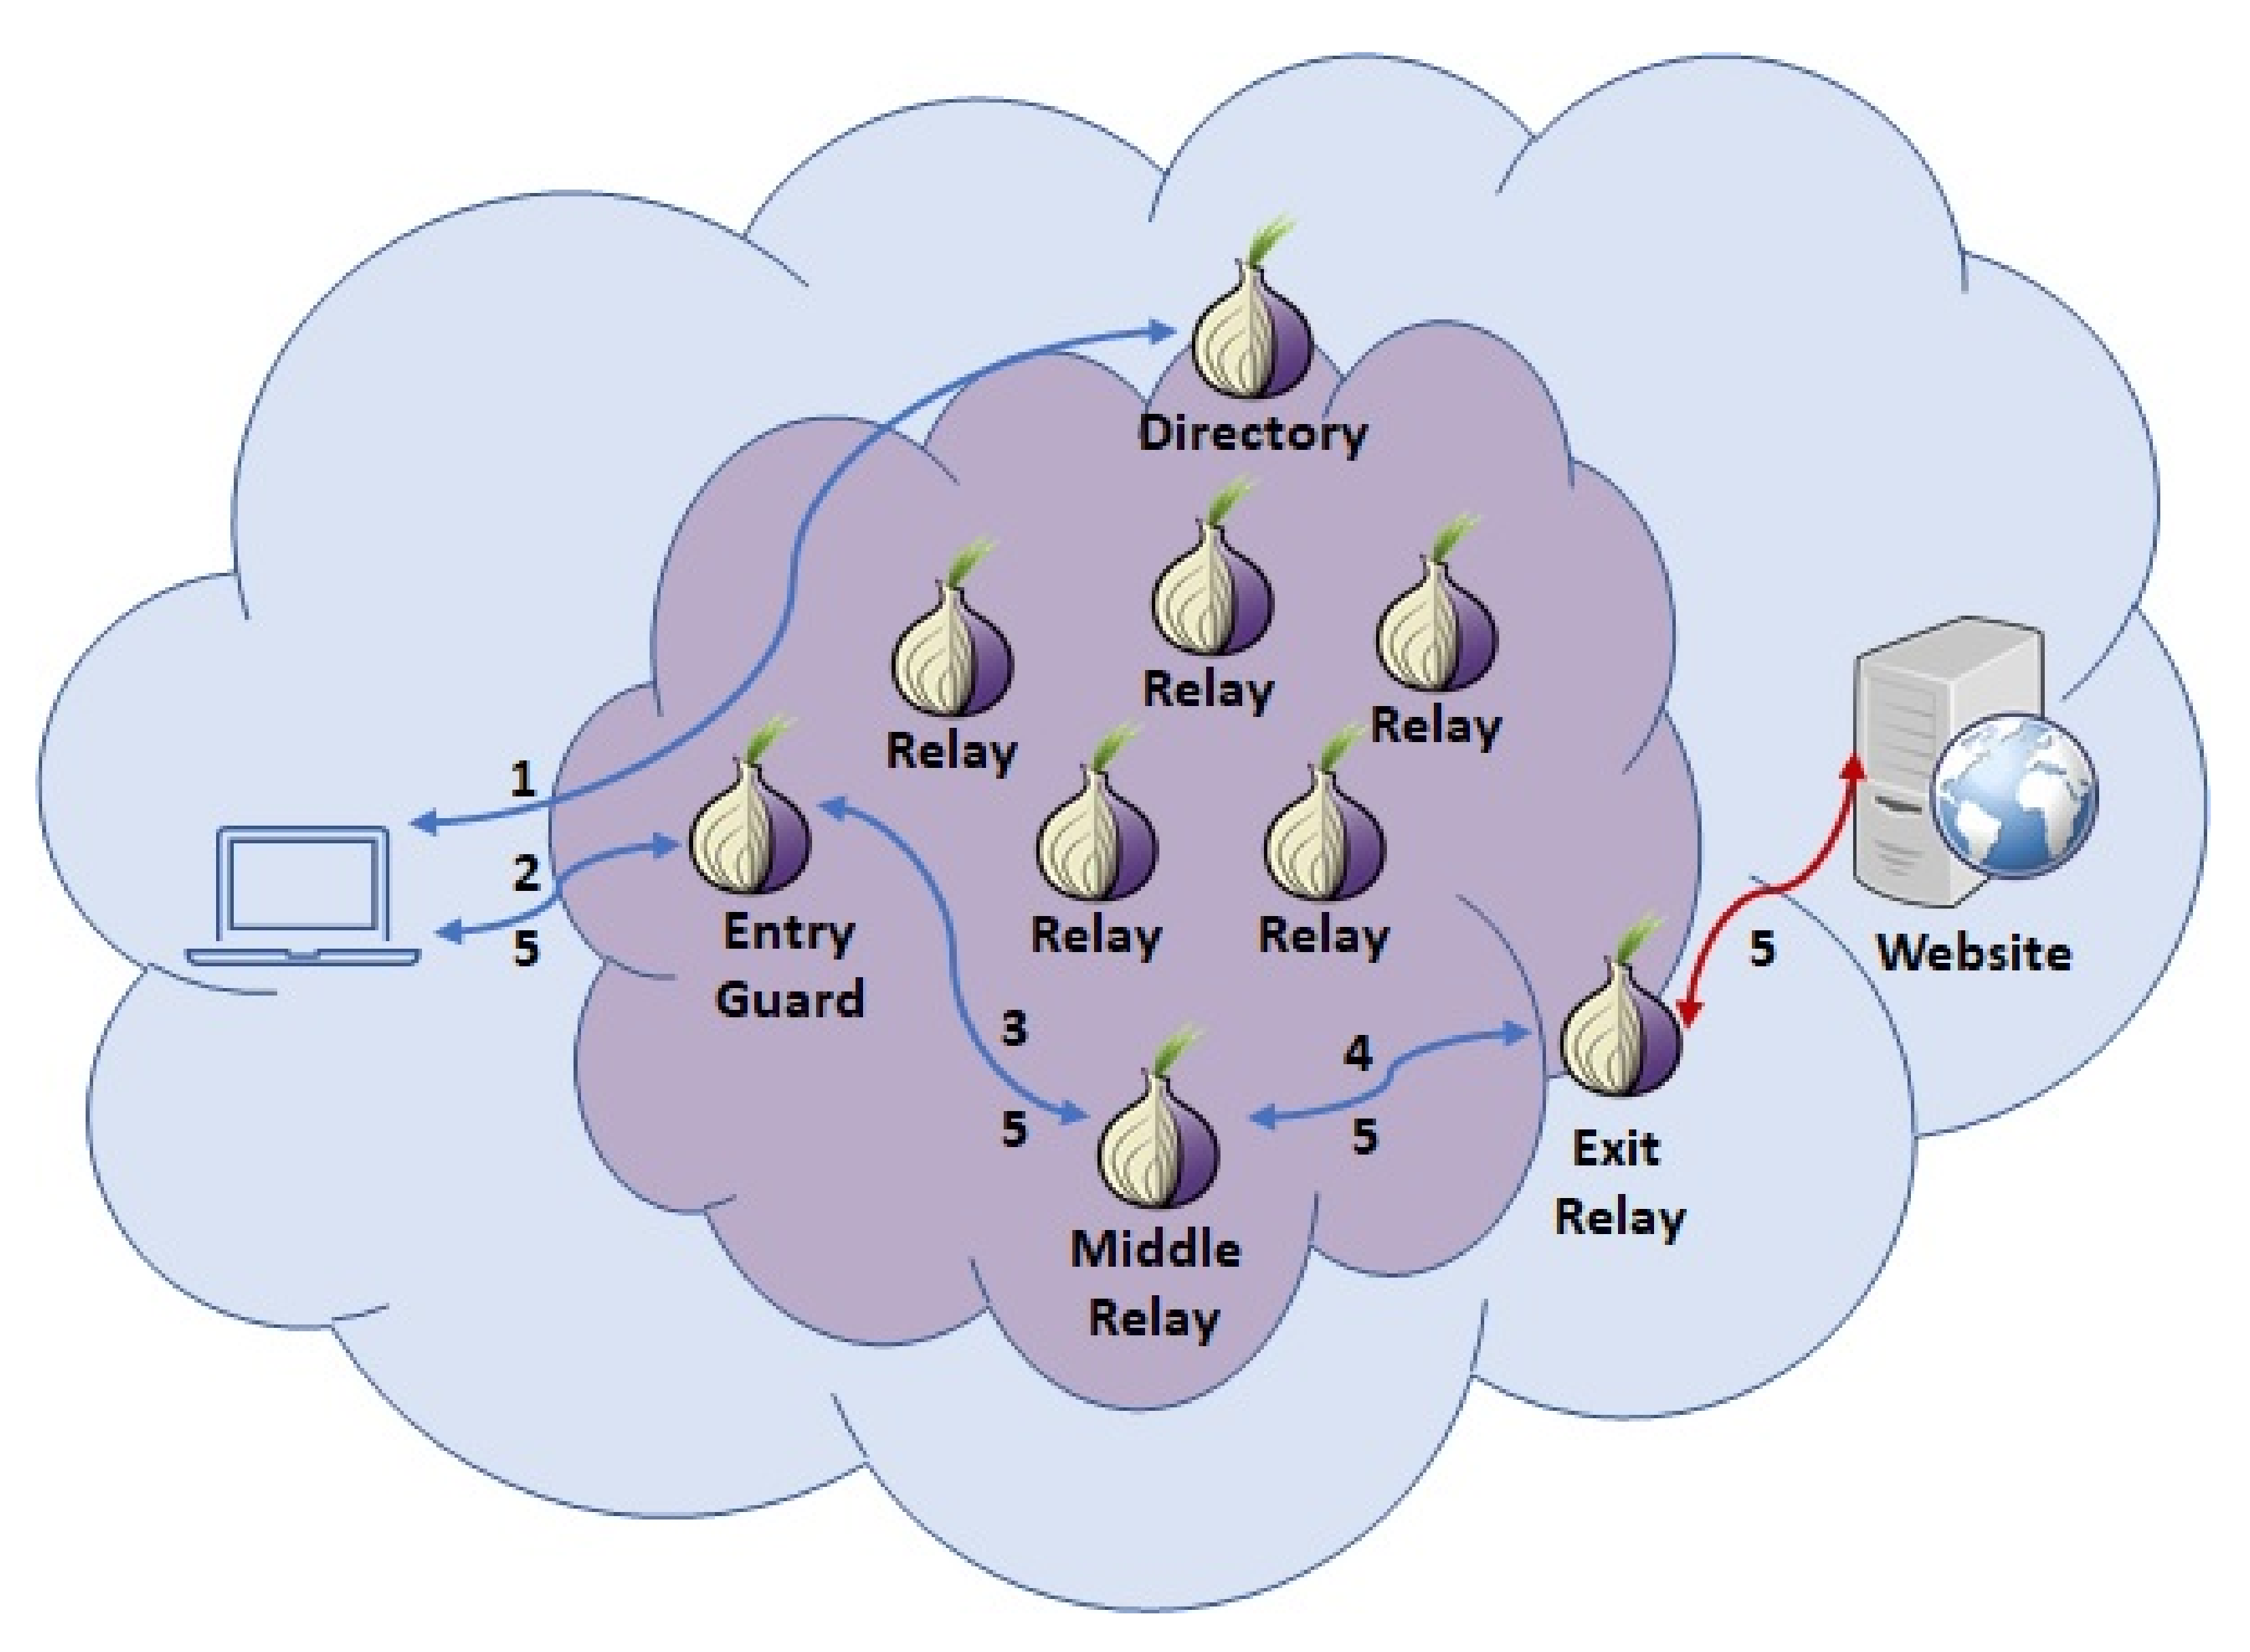 Directory
Relay
Relay
Relay
1
2
5
Entry
Guard
Relay
Relay
3
5
4
5
Middle
Relay
Exit
Relay
5
Website